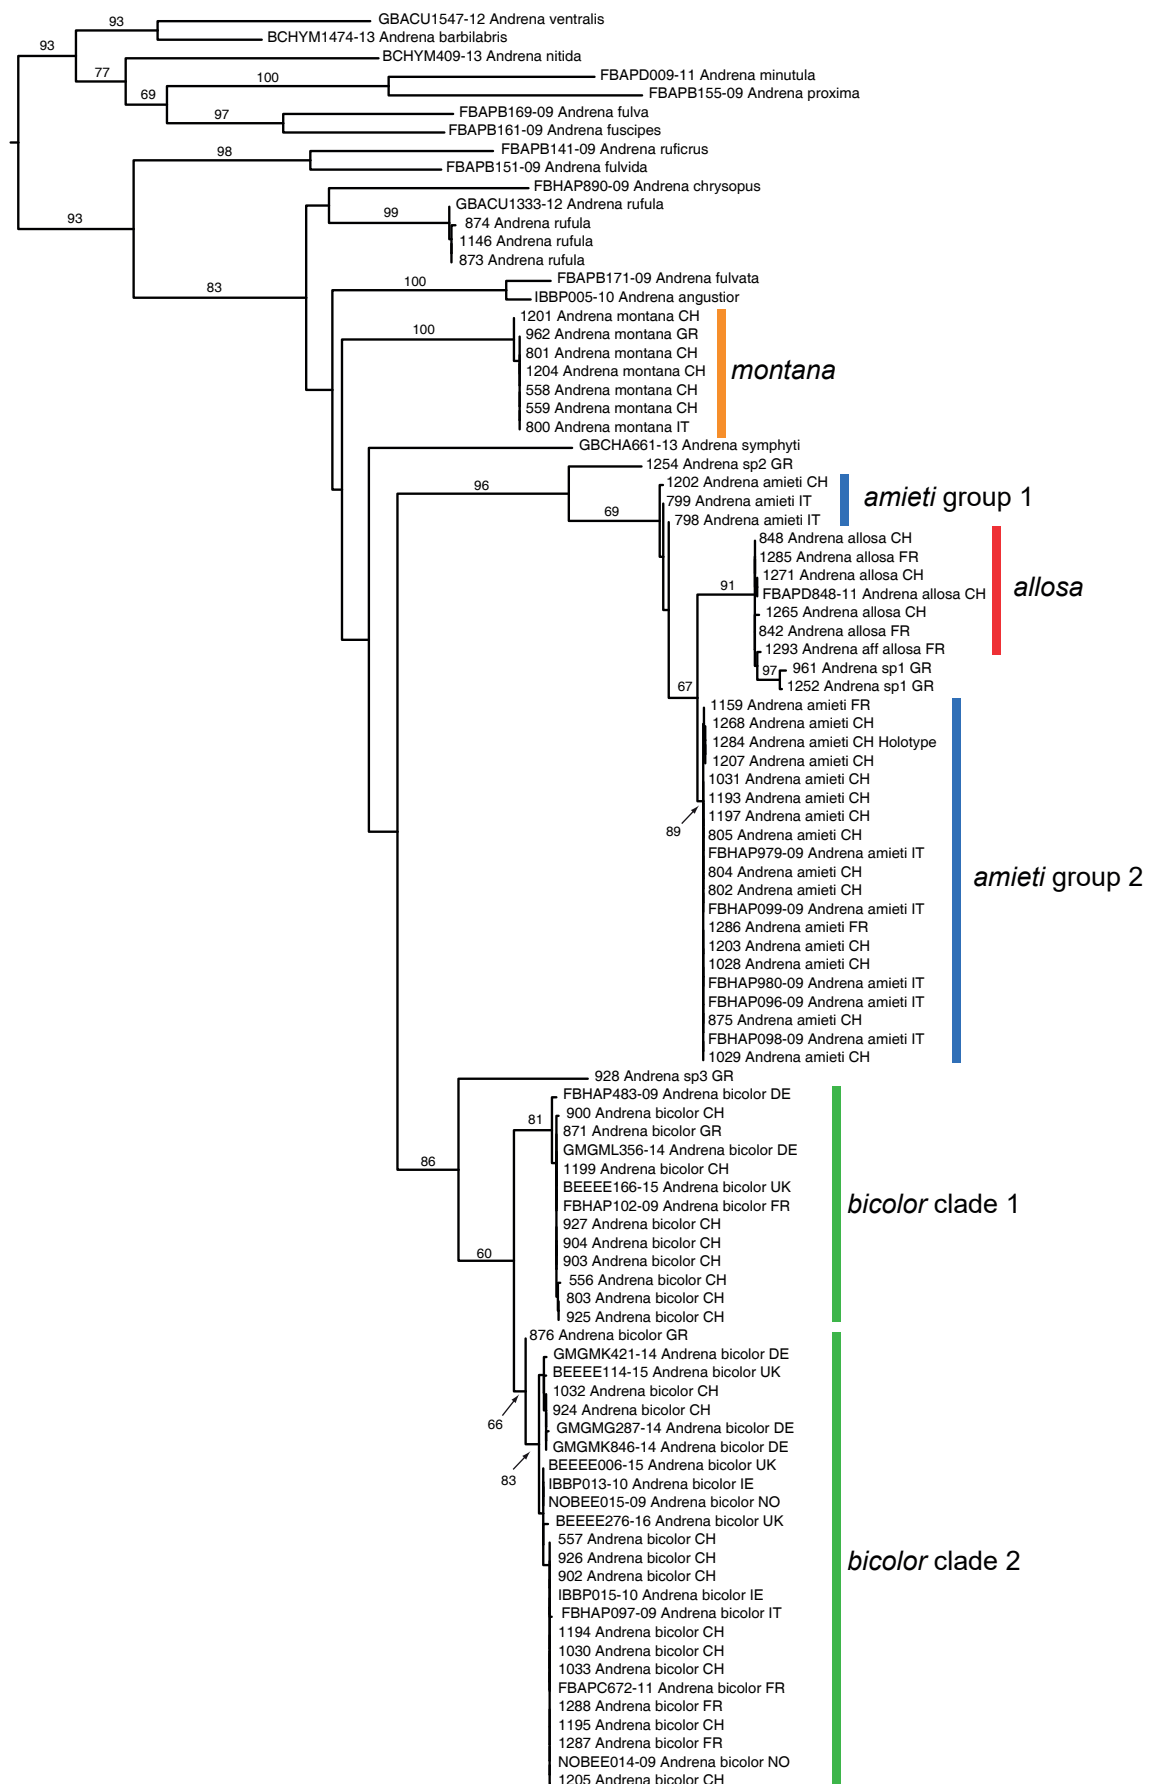 93
GBACU1547-12 Andrena ventralis
BCHYM1474-13 Andrena barbilabris
93
BCHYM409-13 Andrena nitida
77
100
FBAPD009-11 Andrena minutula
FBAPB155-09 Andrena proxima
69
97
FBAPB169-09 Andrena fulva
FBAPB161-09 Andrena fuscipes
98
FBAPB141-09 Andrena ruficrus
FBAPB151-09 Andrena fulvida
93
FBHAP890-09 Andrena chrysopus
99
GBACU1333-12 Andrena rufula
874 Andrena rufula
1146 Andrena rufula
873 Andrena rufula
83
100
FBAPB171-09 Andrena fulvata
IBBP005-10 Andrena angustior
100
1201 Andrena montana CH
962 Andrena montana GR
801 Andrena montana CH
1204 Andrena montana CH
558 Andrena montana CH
559 Andrena montana CH
800 Andrena montana IT
montana
GBCHA661-13 Andrena symphyti
96
1254 Andrena sp2 GR
69
1202 Andrena amieti CH
799 Andrena amieti IT
798 Andrena amieti IT
amieti group 1
91
848 Andrena allosa CH
1285 Andrena allosa FR
1271 Andrena allosa CH
FBAPD848-11 Andrena allosa CH
1265 Andrena allosa CH
842 Andrena allosa FR
1293 Andrena aff allosa FR
allosa
97
961 Andrena sp1 GR
1252 Andrena sp1 GR
67
1159 Andrena amieti FR
1268 Andrena amieti CH
1284 Andrena amieti CH Holotype
1207 Andrena amieti CH
1031 Andrena amieti CH
1193 Andrena amieti CH
1197 Andrena amieti CH
89
805 Andrena amieti CH
FBHAP979-09 Andrena amieti IT
804 Andrena amieti CH
802 Andrena amieti CH
FBHAP099-09 Andrena amieti IT
1286 Andrena amieti FR
1203 Andrena amieti CH
1028 Andrena amieti CH
FBHAP980-09 Andrena amieti IT
FBHAP096-09 Andrena amieti IT
875 Andrena amieti CH
FBHAP098-09 Andrena amieti IT
1029 Andrena amieti CH
amieti group 2
86
928 Andrena sp3 GR
81
FBHAP483-09 Andrena bicolor DE
900 Andrena bicolor CH
871 Andrena bicolor GR
GMGML356-14 Andrena bicolor DE
1199 Andrena bicolor CH
BEEEE166-15 Andrena bicolor UK
FBHAP102-09 Andrena bicolor FR
927 Andrena bicolor CH
904 Andrena bicolor CH
903 Andrena bicolor CH
556 Andrena bicolor CH
803 Andrena bicolor CH
925 Andrena bicolor CH
bicolor clade 1
60
876 Andrena bicolor GR
GMGMK421-14 Andrena bicolor DE
BEEEE114-15 Andrena bicolor UK
1032 Andrena bicolor CH
924 Andrena bicolor CH
66
GMGMG287-14 Andrena bicolor DE
GMGMK846-14 Andrena bicolor DE
83
BEEEE006-15 Andrena bicolor UK
IBBP013-10 Andrena bicolor IE
NOBEE015-09 Andrena bicolor NO
BEEEE276-16 Andrena bicolor UK
557 Andrena bicolor CH
926 Andrena bicolor CH
902 Andrena bicolor CH
IBBP015-10 Andrena bicolor IE
FBHAP097-09 Andrena bicolor IT
1194 Andrena bicolor CH
1030 Andrena bicolor CH
1033 Andrena bicolor CH
FBAPC672-11 Andrena bicolor FR
1288 Andrena bicolor FR
1195 Andrena bicolor CH
1287 Andrena bicolor FR
NOBEE014-09 Andrena bicolor NO
1205 Andrena bicolor CH
bicolor clade 2